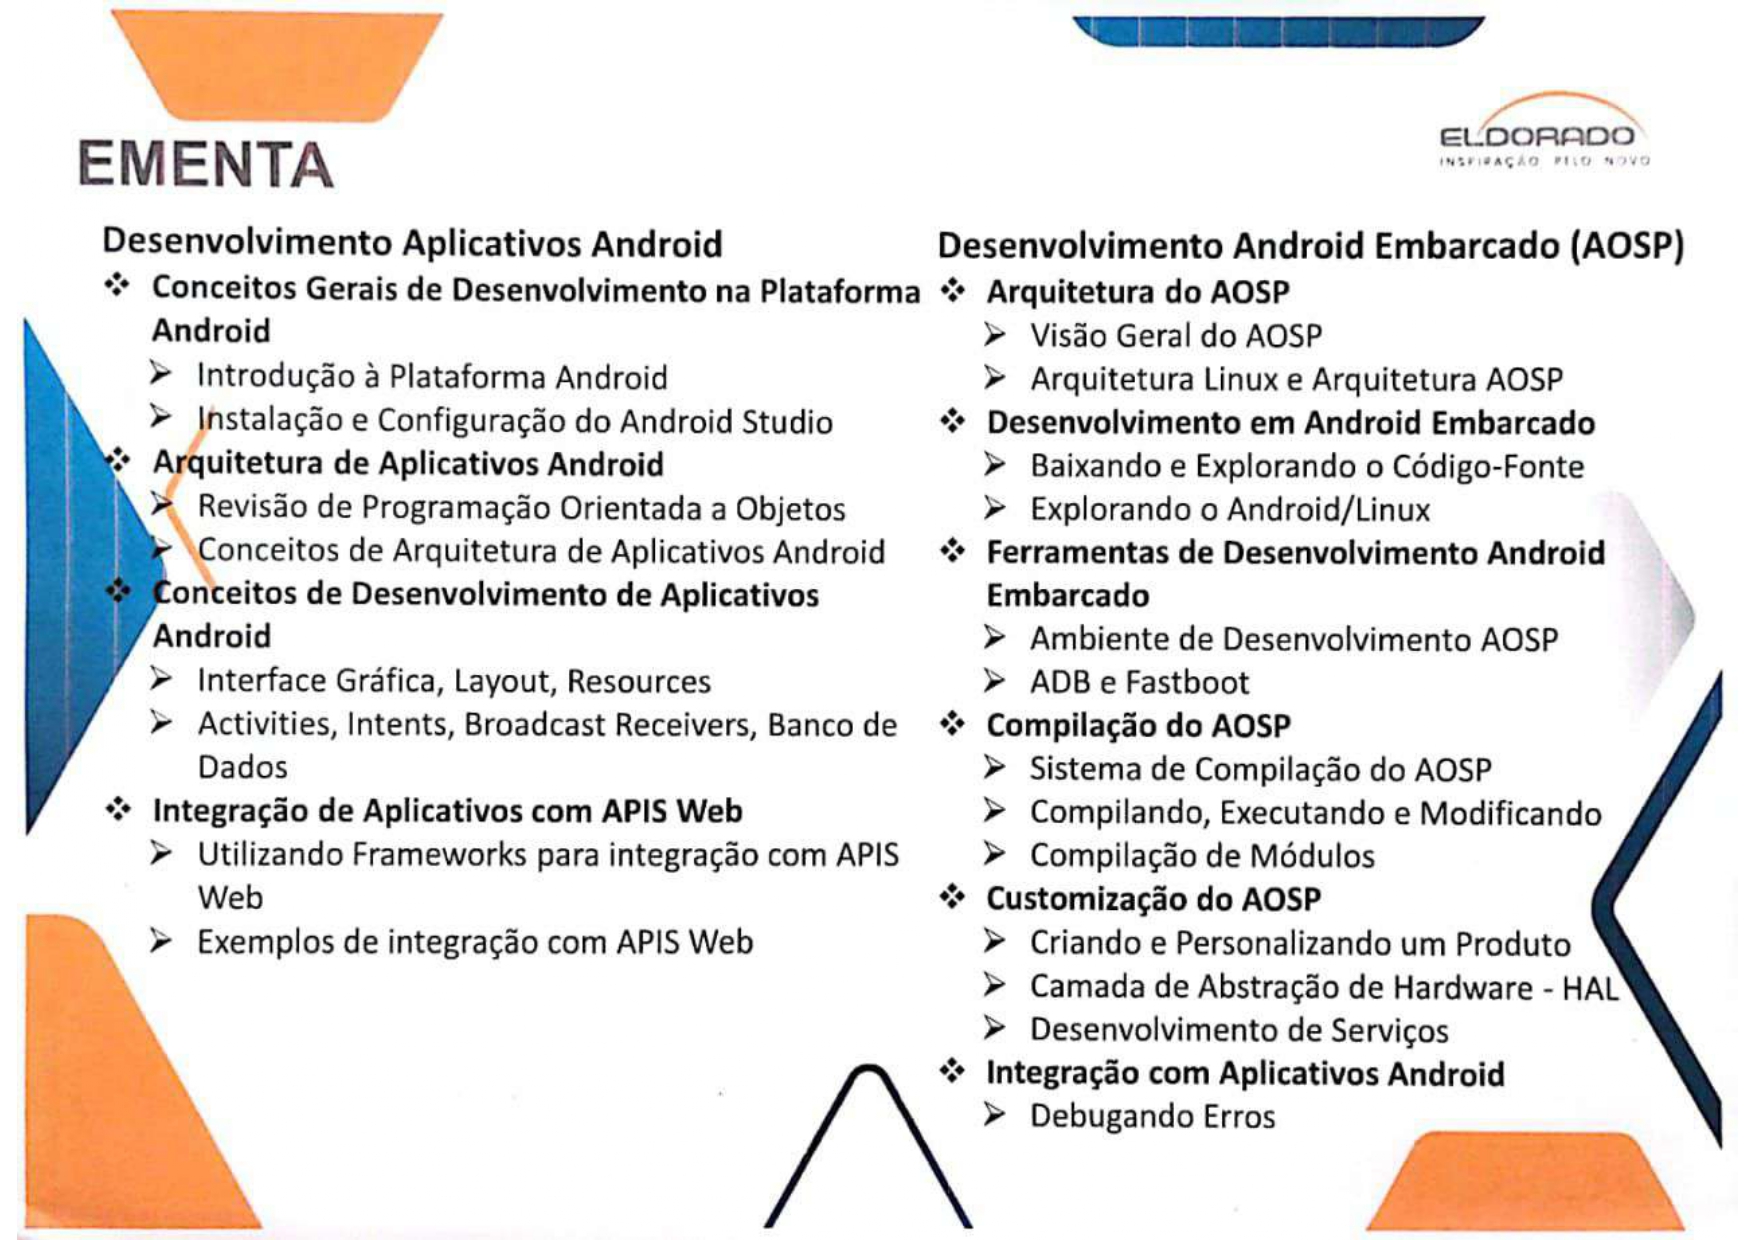 EMENTA
ELDORADO
INSPIRAÇÃO PELO NOVO
Desenvolvimento Aplicativos Android
❖ Conceitos Gerais de Desenvolvimento na Plataforma
Android
➢ Introdução à Plataforma Android
➢ Instalação e Configuração do Android Studio
❖ Arquitetura de Aplicativos Android
➢ Revisão de Programação Orientada a Objetos
➢ Conceitos de Arquitetura de Aplicativos Android
❖ Conceitos de Desenvolvimento de Aplicativos
Android
➢ Interface Gráfica, Layout, Resources
➢ Activities, Intents, Broadcast Receivers, Banco de
Dados
❖ Integração de Aplicativos com APIS Web
➢ Utilizando Frameworks para integração com APIS
Web
➢ Exemplos de integração com APIS Web
Desenvolvimento Android Embarcado (AOSP)
❖ Arquitetura do AOSP
➢ Visão Geral do AOSP
➢ Arquitetura Linux e Arquitetura AOSP
❖ Desenvolvimento em Android Embarcado
➢ Baixando e Explorando o Código-Fonte
➢ Explorando o Android/Linux
❖ Ferramentas de Desenvolvimento Android
Embarcado
➢ Ambiente de Desenvolvimento AOSP
➢ ADB e Fastboot
❖ Compilação do AOSP
➢ Sistema de Compilação do AOSP
➢ Compilando, Executando e Modificando
➢ Compilação de Módulos
❖ Customização do AOSP
➢ Criando e Personalizando um Produto
➢ Camada de Abstração de Hardware - HAL
➢ Desenvolvimento de Serviços
❖ Integração com Aplicativos Android
➢ Debugando Erros